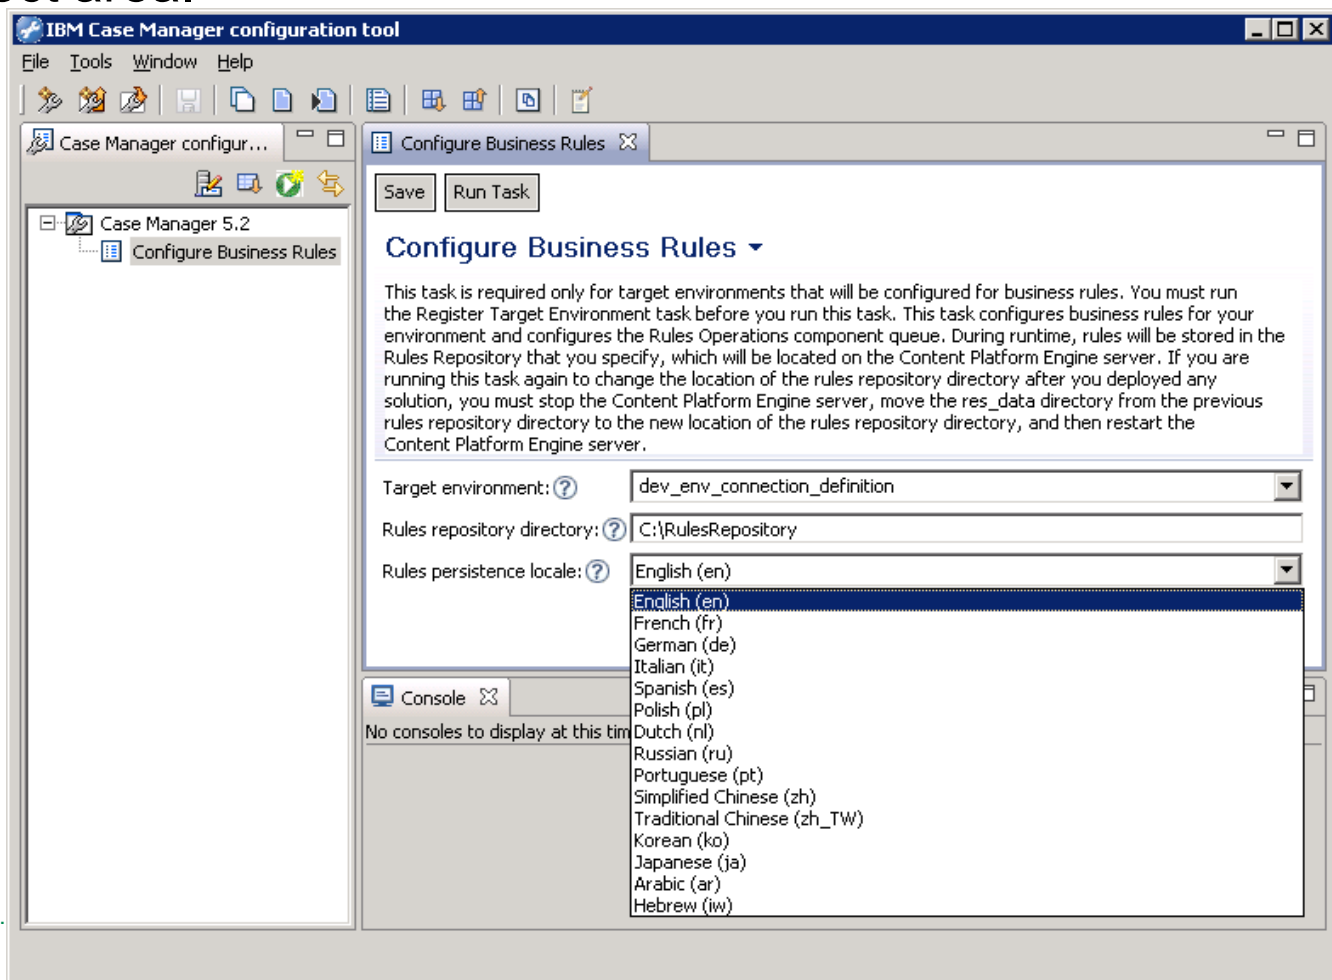 IBM Case Manager configuration tool
File Tools Window Help
Case Manager configur...
Case Manager 5.2
Configure Business Rules
Configure Business Rules
Save Run Task
Configure Business Rules
This task is required only for target environments that will be configured for business rules. You must run
the Register Target Environment task before you run this task. This task configures business rules for your
environment and configures the Rules Operations component queue. During runtime, rules will be stored in the
Rules Repository that you specify, which will be located on the Content Platform Engine server. If you are
running this task again to change the location of the rules repository directory after you deployed any
solution, you must stop the Content Platform Engine server, move the res_data directory from the previous
rules repository directory to the new location of the rules repository directory, and then restart the
Content Platform Engine server.
Target environment: dev_env_connection_definition
Rules repository directory: C:\RulesRepository
Rules persistence locale: English (en)
English (en)
French (fr)
German (de)
Italian (it)
Spanish (es)
Polish (pl)
Dutch (nl)
Russian (ru)
Portuguese (pt)
Simplified Chinese (zh)
Traditional Chinese (zh_TW)
Korean (ko)
Japanese (ja)
Arabic (ar)
Hebrew (iw)
Console
No consoles to display at this tim